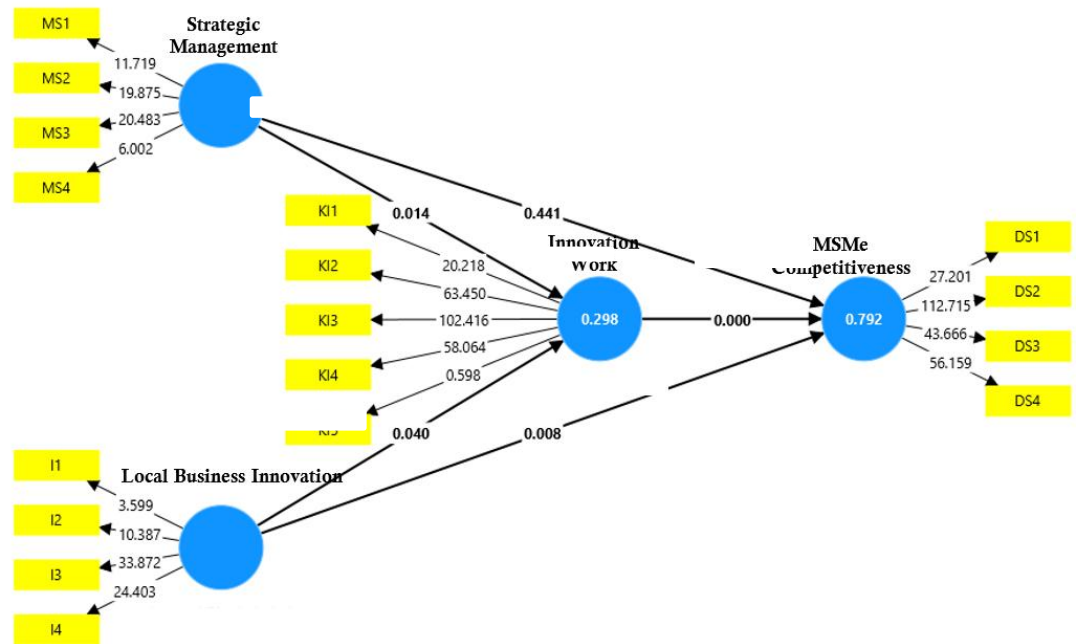 MS1
MS2
MS3
MS4
Strategic
Management
11.719
19.875
20.483
6.002
KI1
KI2
KI3
KI4
0.014
0.441
20.218
63.450
102.416
58.064
0.598
Innovation
Work
0.298
0.000
MSMe
Competitiveness
0.792
DS1
DS2
DS3
DS4
27.201
112.715
43.666
56.159
0.040
0.008
I1
I2
I3
I4
Local Business Innovation
3.599
10.387
33.872
24.403